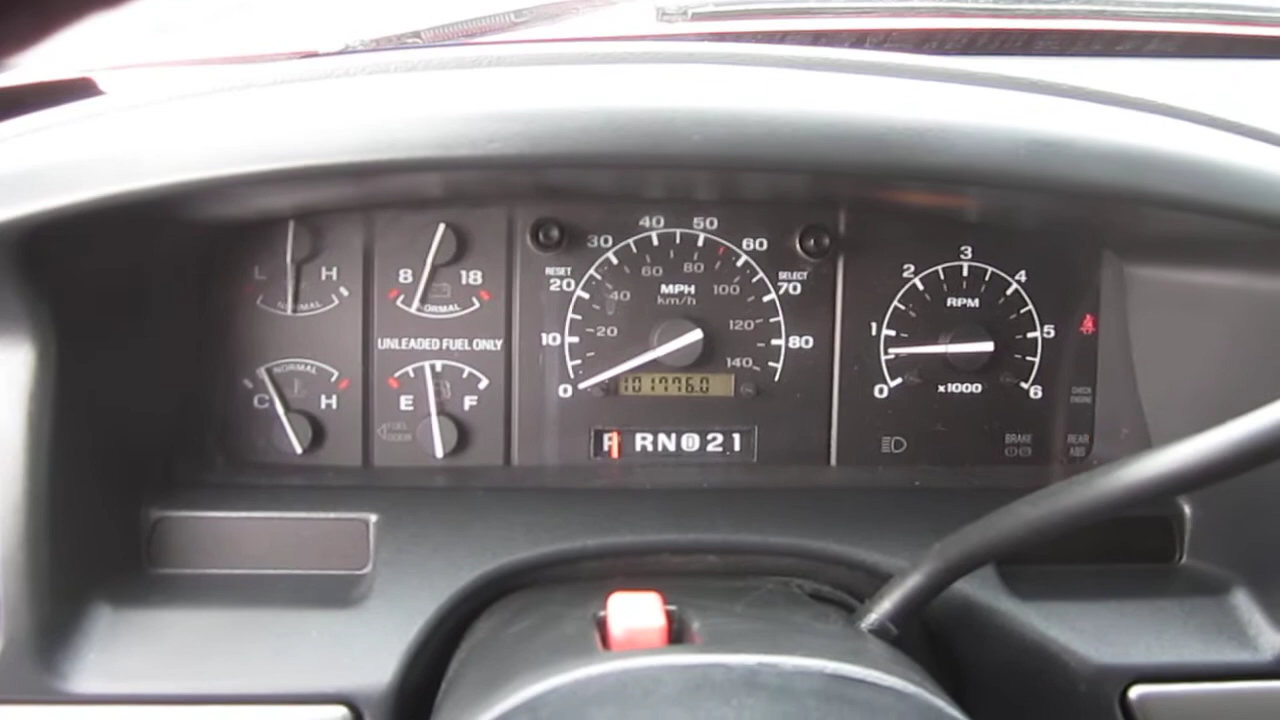 L H
NORMAL
NORMAL
C H
8 18
NORMAL
UNLEADED FUEL ONLY
E F
FUEL
DOOR
RESET
SELECT
0 10 20 30 40 50 60 70 80
MPH
km/h
20 40 60 80 100 120 140
101776.0
P RN D 2 1
0 1 2 3 4 5 6
RPM
x1000
CHECK
ENGINE
BRAKE
REAR
ABS